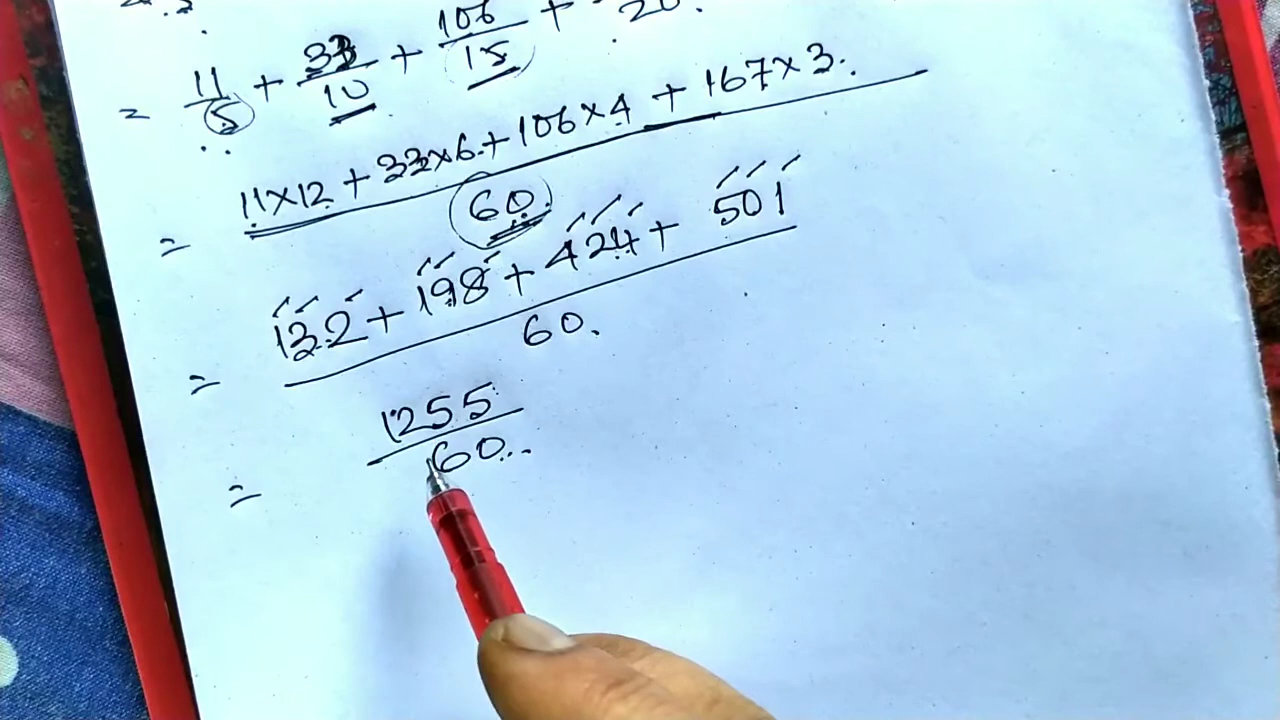 = 11/5 + 33/10 + 106/15 + /20.
= 11×12 + 33×6 + 106×4 + 167×3. / 60.
= 132 + 198 + 424 + 501 / 60.
= 1255 / 60..